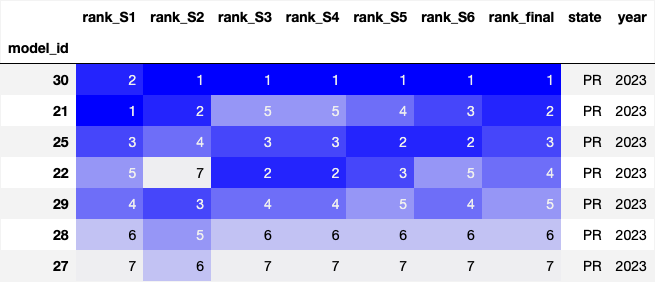 rank_S1 rank_S2 rank_S3 rank_S4 rank_S5 rank_S6 rank_final state year
model_id
30 2 1 1 1 1 1 1 PR 2023
21 1 2 5 5 4 3 2 PR 2023
25 3 4 3 3 2 2 3 PR 2023
22 5 7 2 2 3 5 4 PR 2023
29 4 3 4 4 5 4 5 PR 2023
28 6 5 6 6 6 6 6 PR 2023
27 7 6 7 7 7 7 7 PR 2023